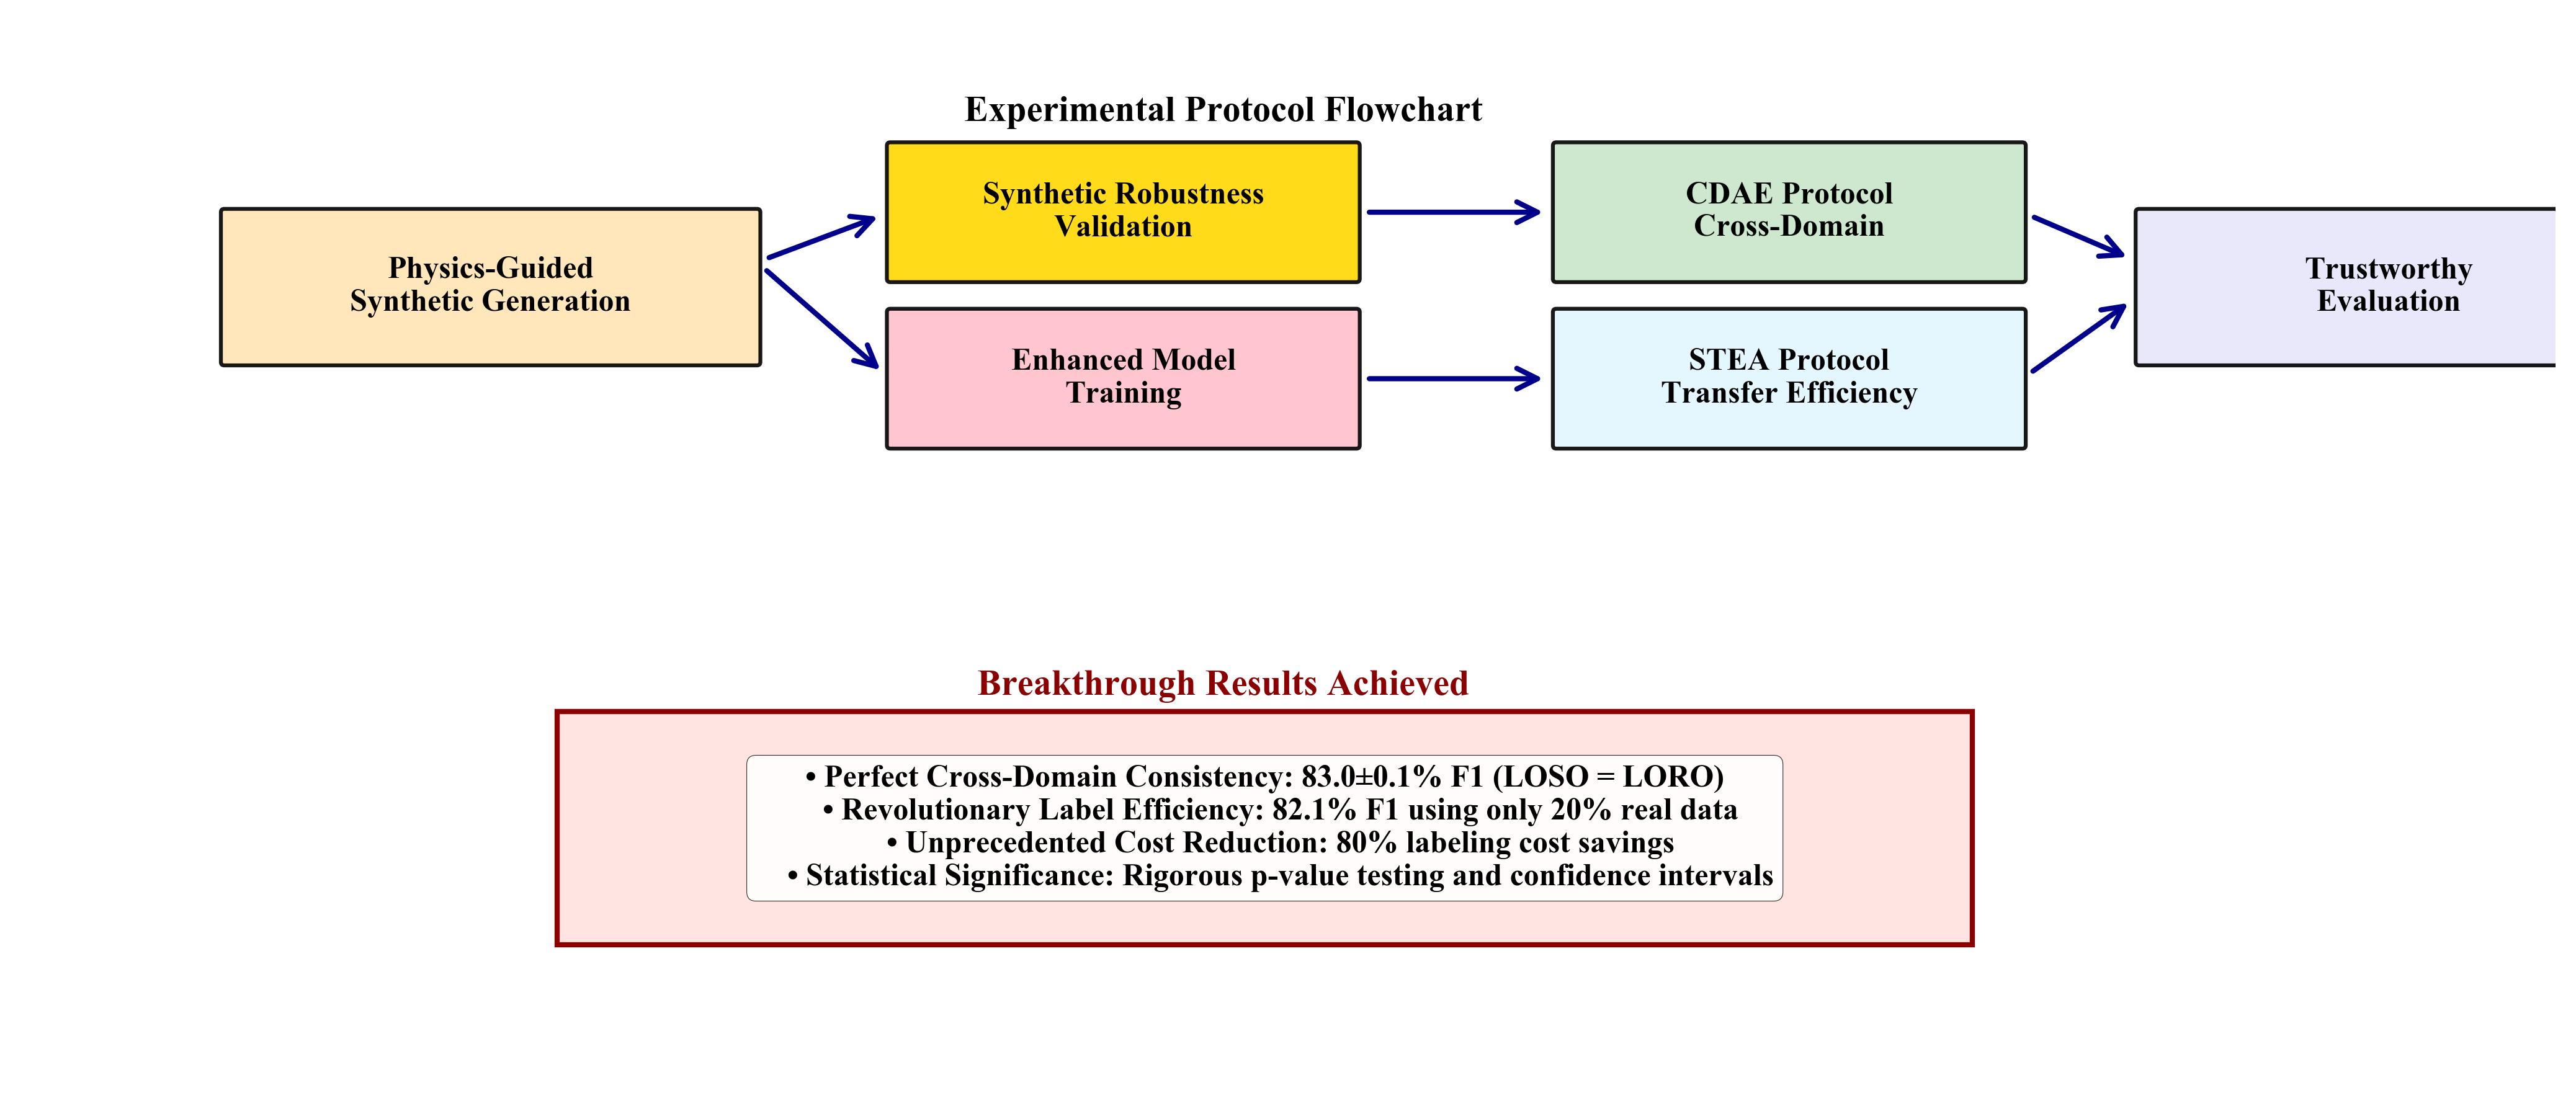 Experimental Protocol Flowchart
Physics-Guided
Synthetic Generation
Synthetic Robustness
Validation
Enhanced Model
Training
CDAE Protocol
Cross-Domain
STEA Protocol
Transfer Efficiency
Trustworthy
Evaluation
Breakthrough Results Achieved
• Perfect Cross-Domain Consistency: 83.0±0.1% F1 (LOSO = LORO)
• Revolutionary Label Efficiency: 82.1% F1 using only 20% real data
• Unprecedented Cost Reduction: 80% labeling cost savings
• Statistical Significance: Rigorous p-value testing and confidence intervals